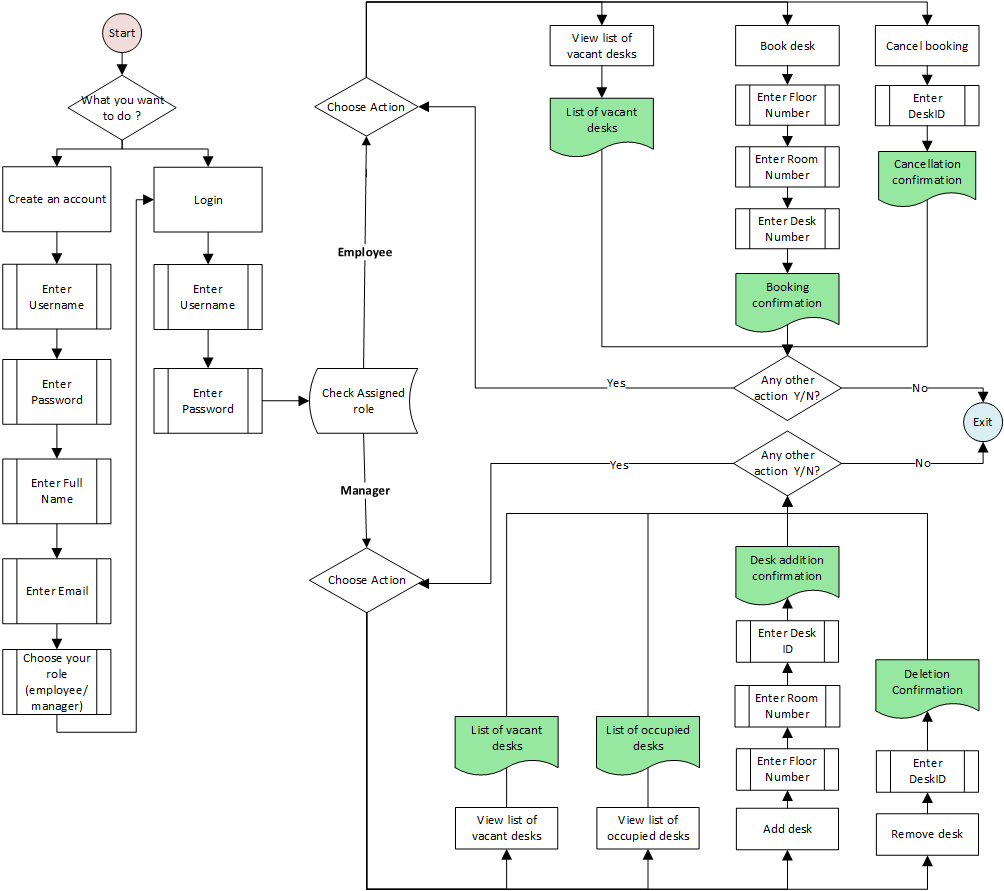 Start
What you want
to do ?
Create an account
Enter
Username
Enter
Password
Enter Full
Name
Enter Email
Choose your
role
(employee/
manager)
Login
Enter
Username
Enter
Password
Check Assigned
role
Employee
Choose Action
View list of
vacant desks
List of vacant
desks
Book desk
Enter Floor
Number
Enter Room
Number
Enter Desk
Number
Booking
confirmation
Cancel booking
Enter
DeskID
Cancellation
confirmation
Any other
action Y/N?
Yes
No
Exit
Manager
Choose Action
Any other
action Y/N?
Yes
No
List of vacant
desks
View list of
vacant desks
List of occupied
desks
View list of
occupied desks
Desk addition
confirmation
Enter Desk
ID
Enter Room
Number
Enter Floor
Number
Add desk
Deletion
Confirmation
Enter
DeskID
Remove desk